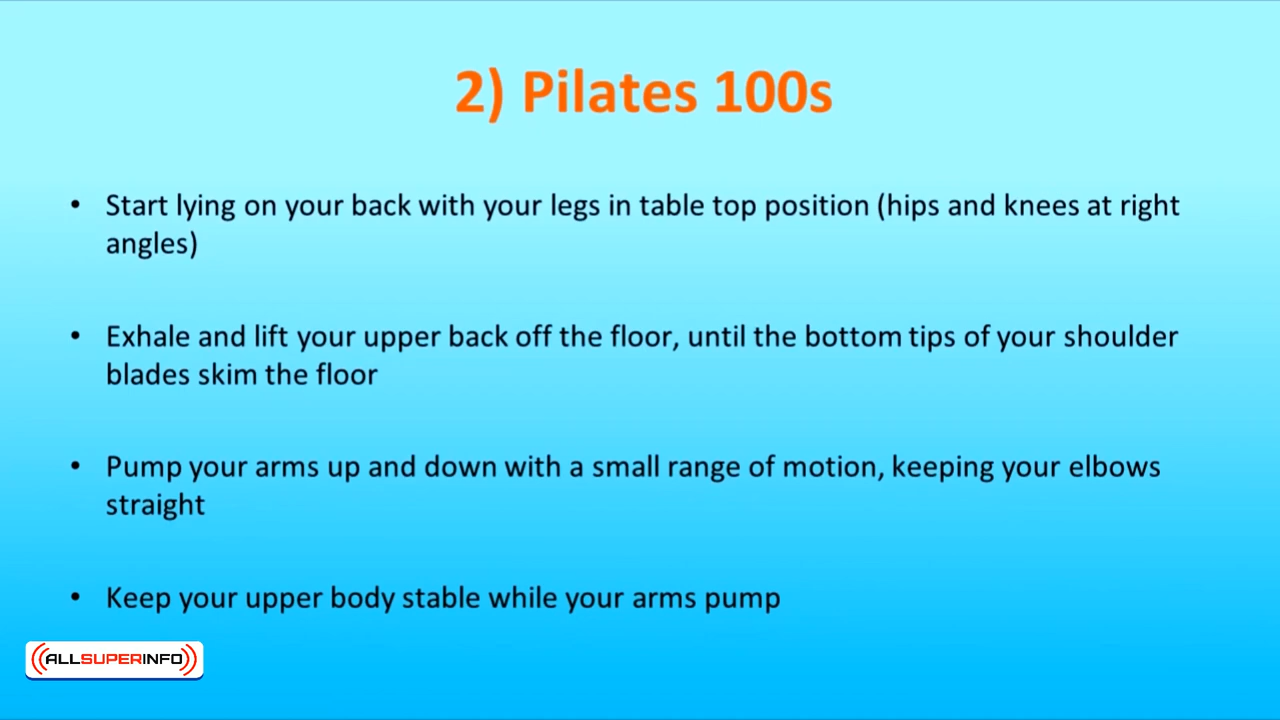 2) Pilates 100s
• Start lying on your back with your legs in table top position (hips and knees at right
angles)
• Exhale and lift your upper back off the floor, until the bottom tips of your shoulder
blades skim the floor
• Pump your arms up and down with a small range of motion, keeping your elbows
straight
• Keep your upper body stable while your arms pump
ALLSUPERINFO